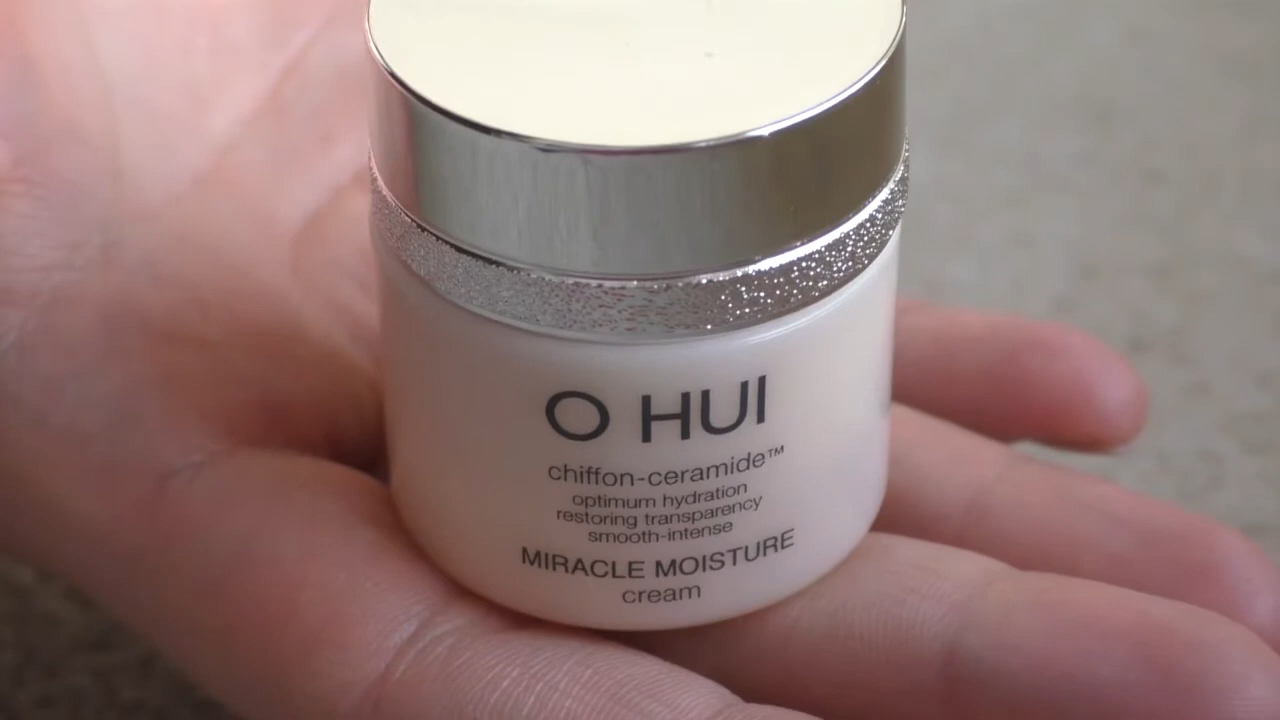 O HUI
chiffon-ceramide™
optimum hydration
restoring transparency
smooth-intense
MIRACLE MOISTURE
cream